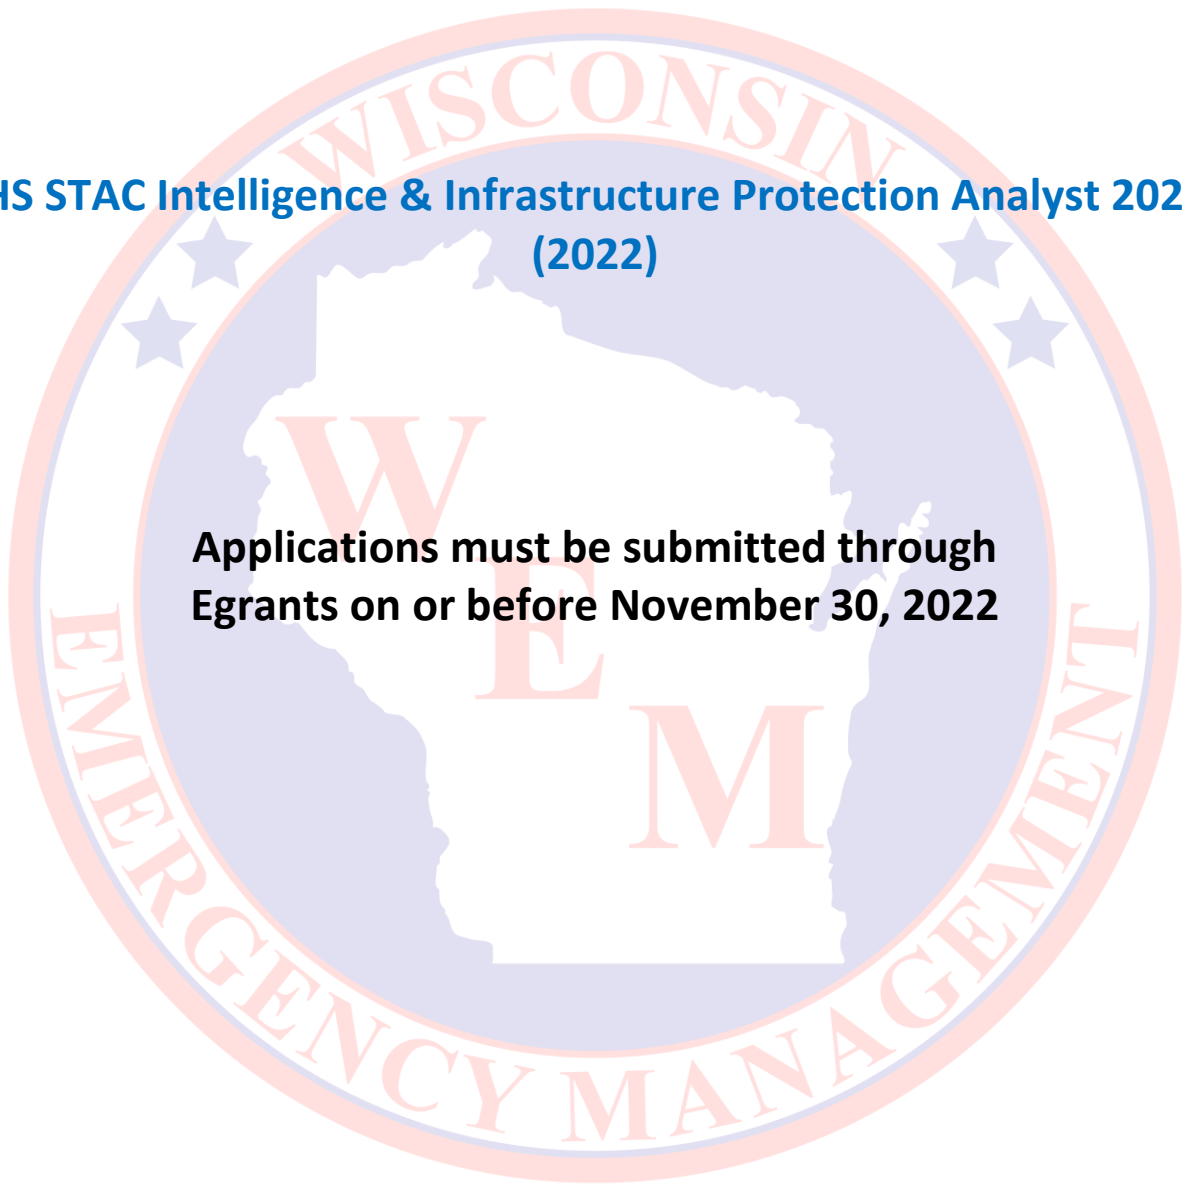 WISCONSIN
HS STAC Intelligence & Infrastructure Protection Analyst 202
(2022)
W
Applications must be submitted through
E
Egrants on or before November 30, 2022
M
EMERGENCY MANAGEMENT